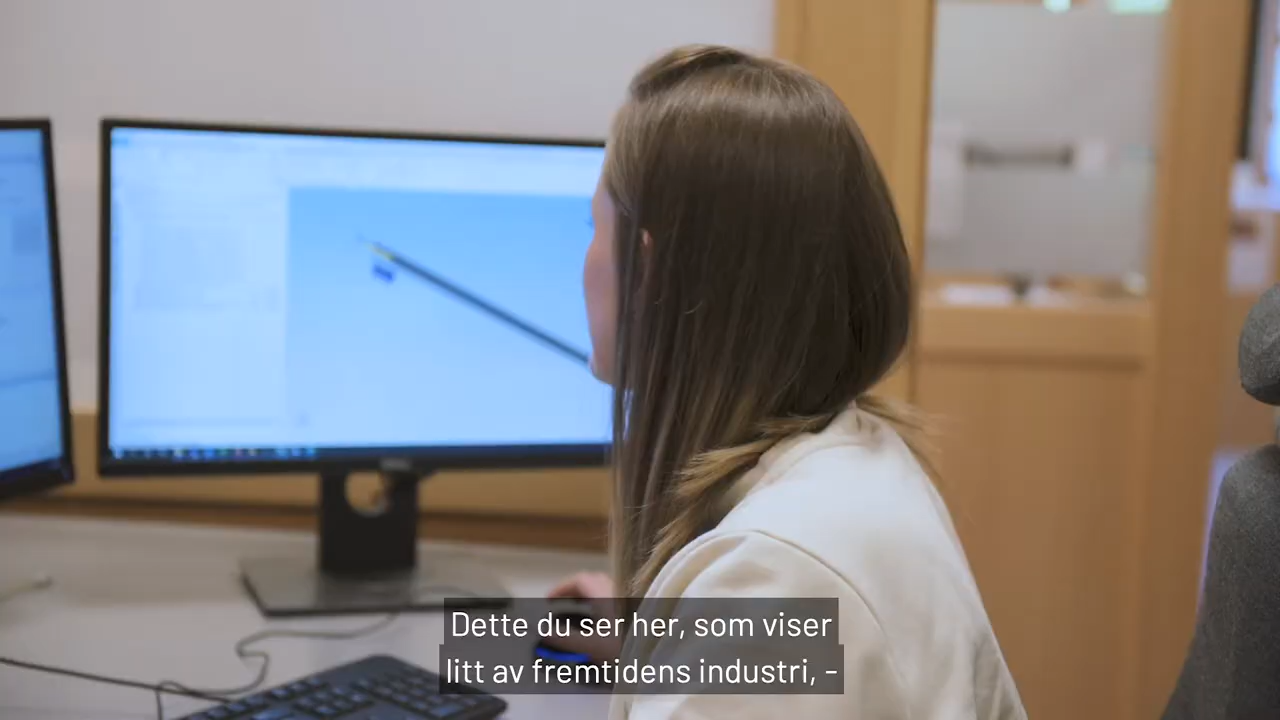 Dette du ser her, som viser
litt av fremtidens industri, -